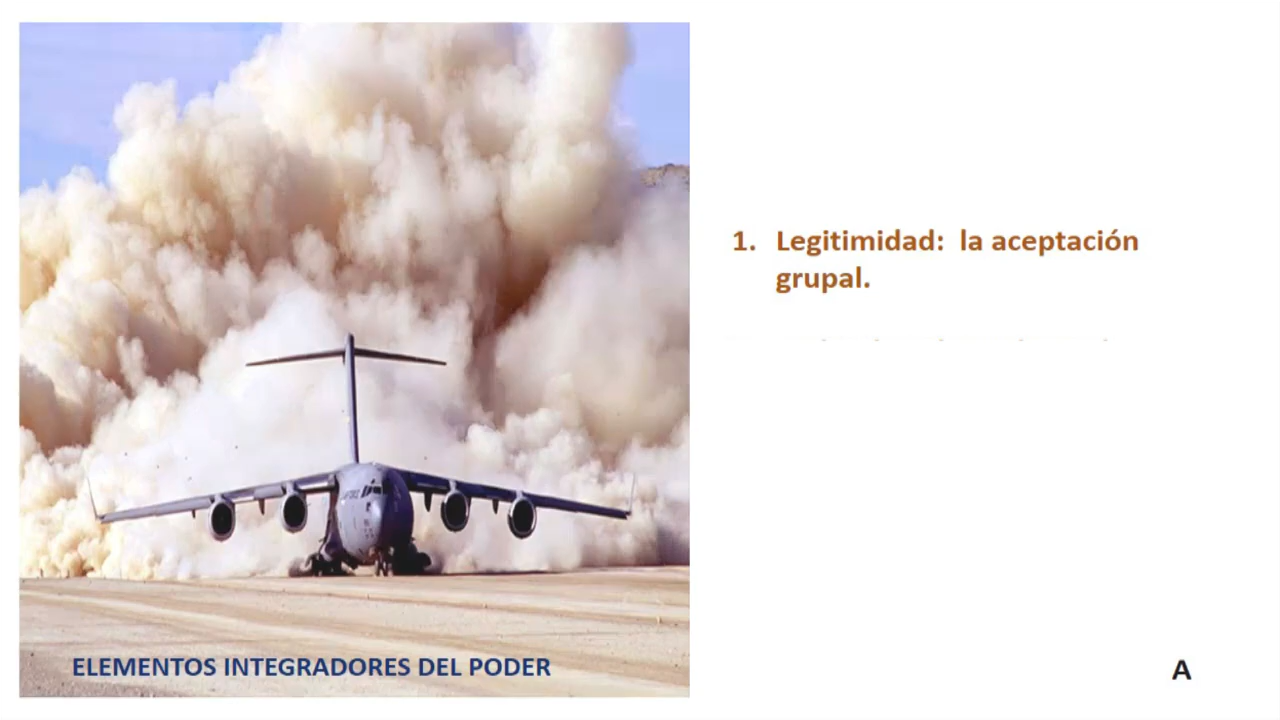 1. Legitimidad: la aceptación
grupal.
ELEMENTOS INTEGRADORES DEL PODER
A